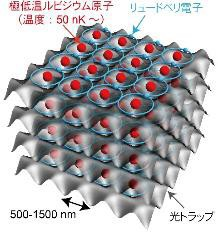 極低温ルビジウム原子
(温度：50 nK ～)
リュードベリ電子
500-1500 nm
光トラップ